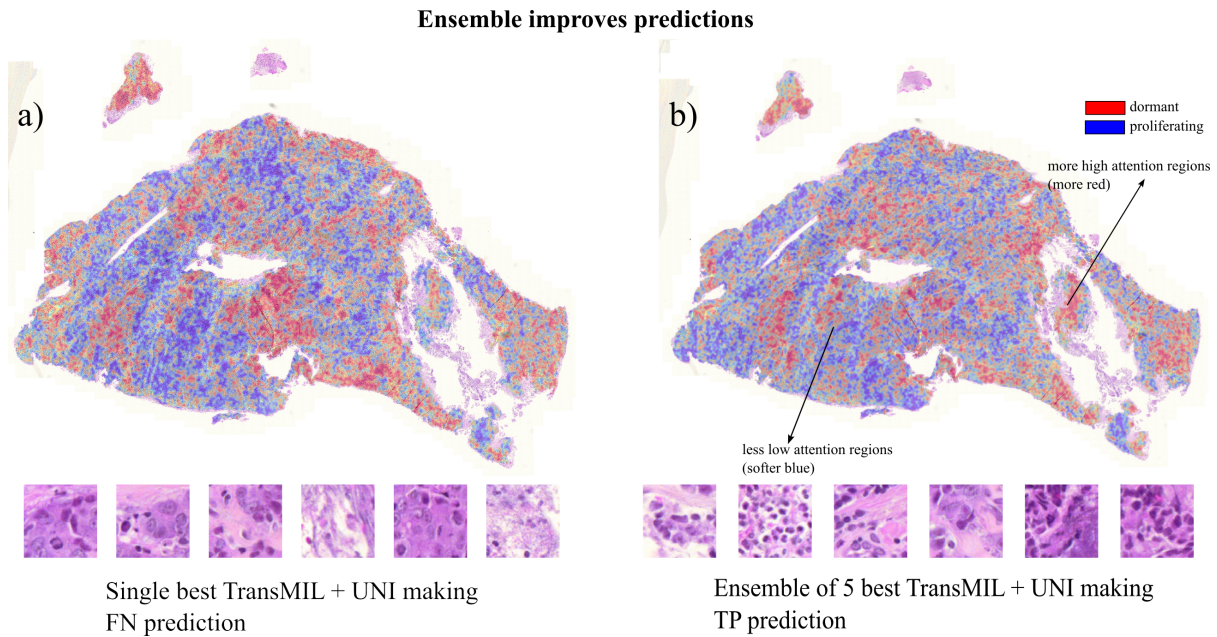 Ensemble improves predictions
a)
b)
dormant
proliferating
more high attention regions
(more red)
less low attention regions
(softer blue)
Single best TransMIL + UNI making
FN prediction
Ensemble of 5 best TransMIL + UNI making
TP prediction